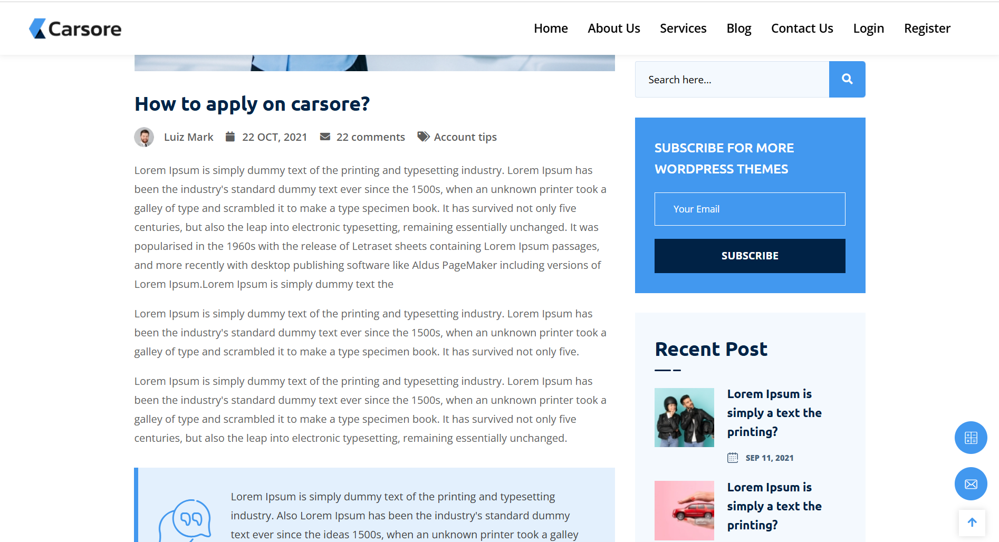 Carsore
Home About Us Services Blog Contact Us Login Register
How to apply on carsore?
Luiz Mark 22 OCT, 2021 22 comments Account tips
Lorem Ipsum is simply dummy text of the printing and typesetting industry. Lorem Ipsum has
been the industry's standard dummy text ever since the 1500s, when an unknown printer took a
galley of type and scrambled it to make a type specimen book. It has survived not only five
centuries, but also the leap into electronic typesetting, remaining essentially unchanged. It was
popularised in the 1960s with the release of Letraset sheets containing Lorem Ipsum passages,
and more recently with desktop publishing software like Aldus PageMaker including versions of
Lorem Ipsum.Lorem Ipsum is simply dummy text the
Lorem Ipsum is simply dummy text of the printing and typesetting industry. Lorem Ipsum has
been the industry's standard dummy text ever since the 1500s, when an unknown printer took a
galley of type and scrambled it to make a type specimen book. It has survived not only five.
Lorem Ipsum is simply dummy text of the printing and typesetting industry. Lorem Ipsum has
been the industry's standard dummy text ever since the 1500s, when an unknown printer took a
galley of type and scrambled it to make a type specimen book. It has survived not only five
centuries, but also the leap into electronic typesetting, remaining essentially unchanged.
Lorem Ipsum is simply dummy text of the printing and typesetting
industry. Also Lorem Ipsum has been the industry's standard dummy
text ever since the ideas 1500s, when an unknown printer took a galley
Search here...
SUBSCRIBE FOR MORE
WORDPRESS THEMES
Your Email
SUBSCRIBE
Recent Post
Lorem Ipsum is
simply a text the
printing?
SEP 11, 2021
Lorem Ipsum is
simply a text the
printing?